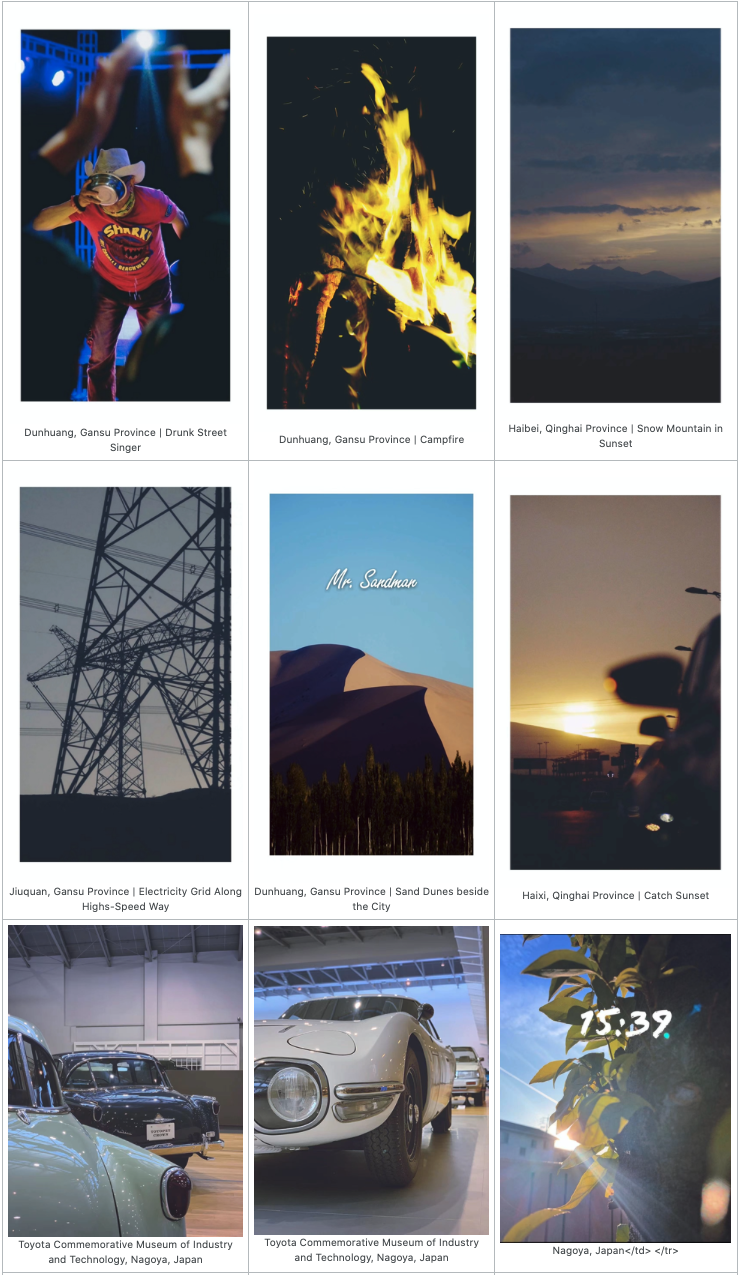 SHARKY
Dunhuang, Gansu Province | Drunk Street
Singer
Dunhuang, Gansu Province | Campfire
Haibei, Qinghai Province | Snow Mountain in
Sunset
Mr. Sandman
Jiuquan, Gansu Province | Electricity Grid Along
Highs-Speed Way
Dunhuang, Gansu Province | Sand Dunes beside
the City
Haixi, Qinghai Province | Catch Sunset
15:39
Toyota Commemorative Museum of Industry
and Technology, Nagoya, Japan
Toyota Commemorative Museum of Industry
and Technology, Nagoya, Japan
Nagoya, Japan</td> </tr>